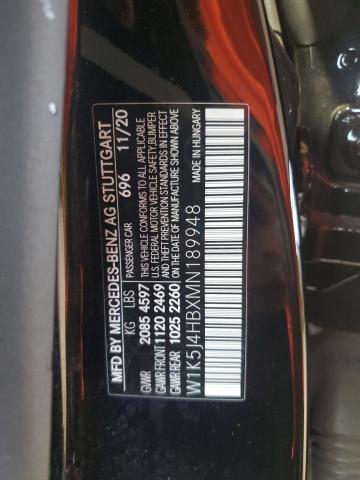 MFD BY MERCEDES-BENZ AG STUTTGART
PASSENGER CAR 696 11/20
KG LBS THIS VEHICLE CONFORMS TO ALL APPLICABLE
GVWR 2085 4597 U.S. FEDERAL MOTOR VEHICLE SAFETY, BUMPER
GAWR FRONT 1120 2469 AND THEFT PREVENTION STANDARDS IN EFFECT
GAWR REAR 1025 2260 ON THE DATE OF MANUFACTURE SHOWN ABOVE
W1K5J4HBXMN189948 MADE IN HUNGARY